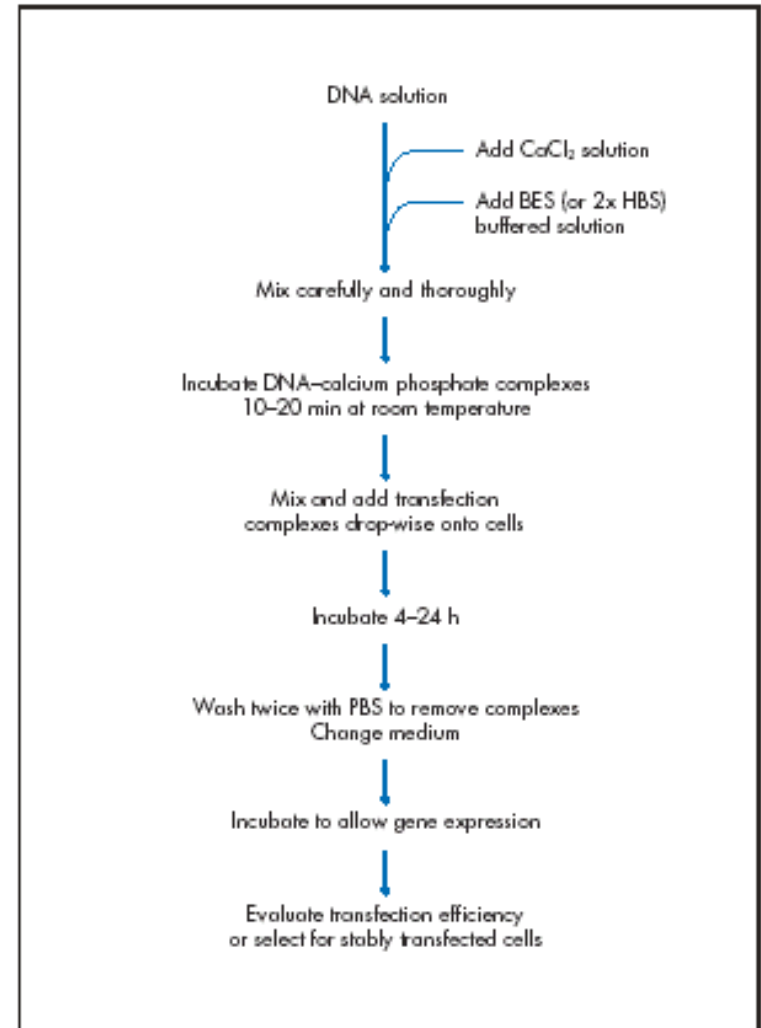 DNA solution
Add CaCl₂ solution
Add BES (or 2x HBS)
buffered solution
Mix carefully and thoroughly
Incubate DNA–calcium phosphate complexes
10–20 min at room temperature
Mix and add transfection
complexes drop-wise onto cells
Incubate 4–24 h
Wash twice with PBS to remove complexes
Change medium
Incubate to allow gene expression
Evaluate transfection efficiency
or select for stably transfected cells